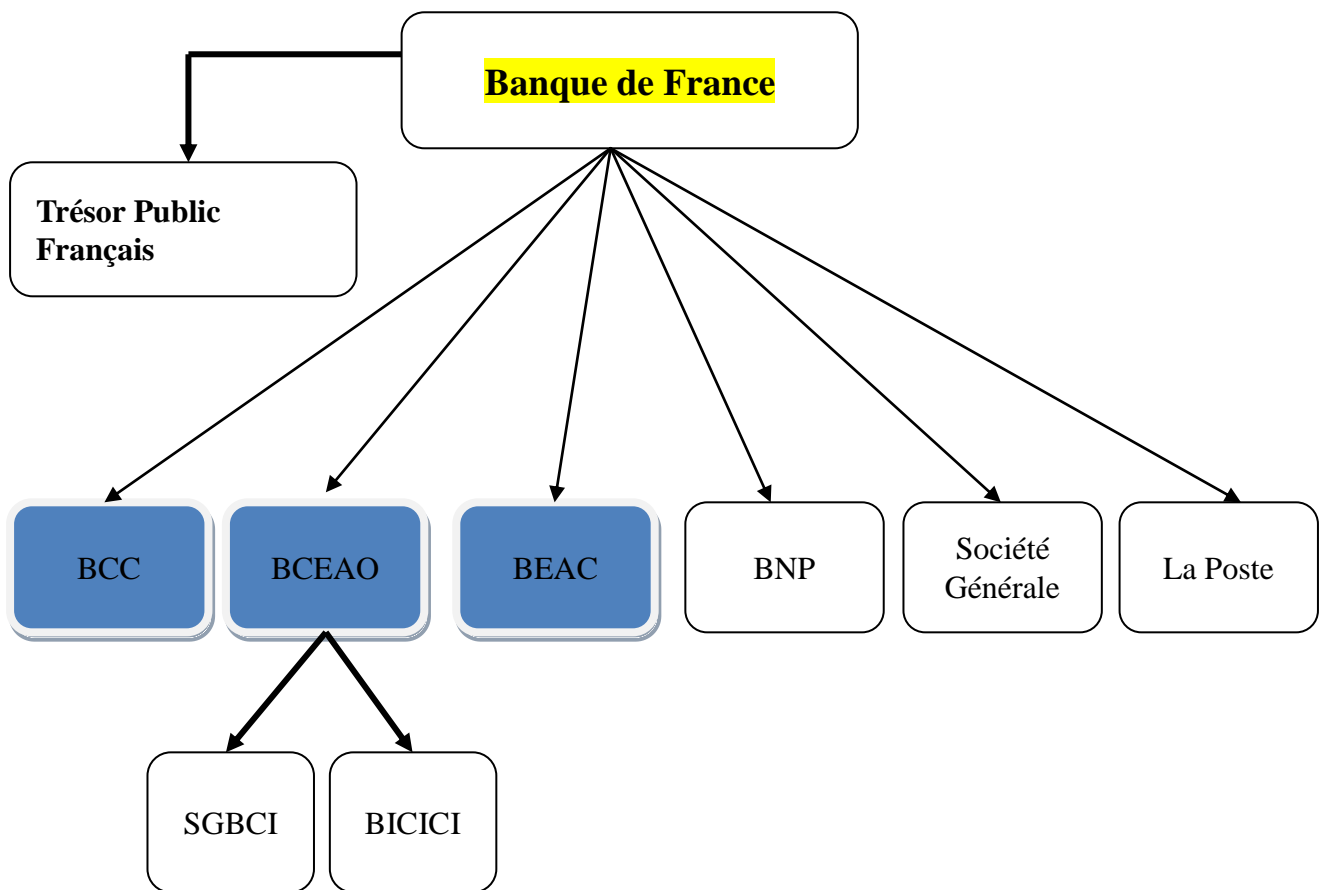 Banque de France
Trésor Public
Français
BCC
BCEAO
BEAC
BNP
Société
Générale
La Poste
SGBCI
BICICI